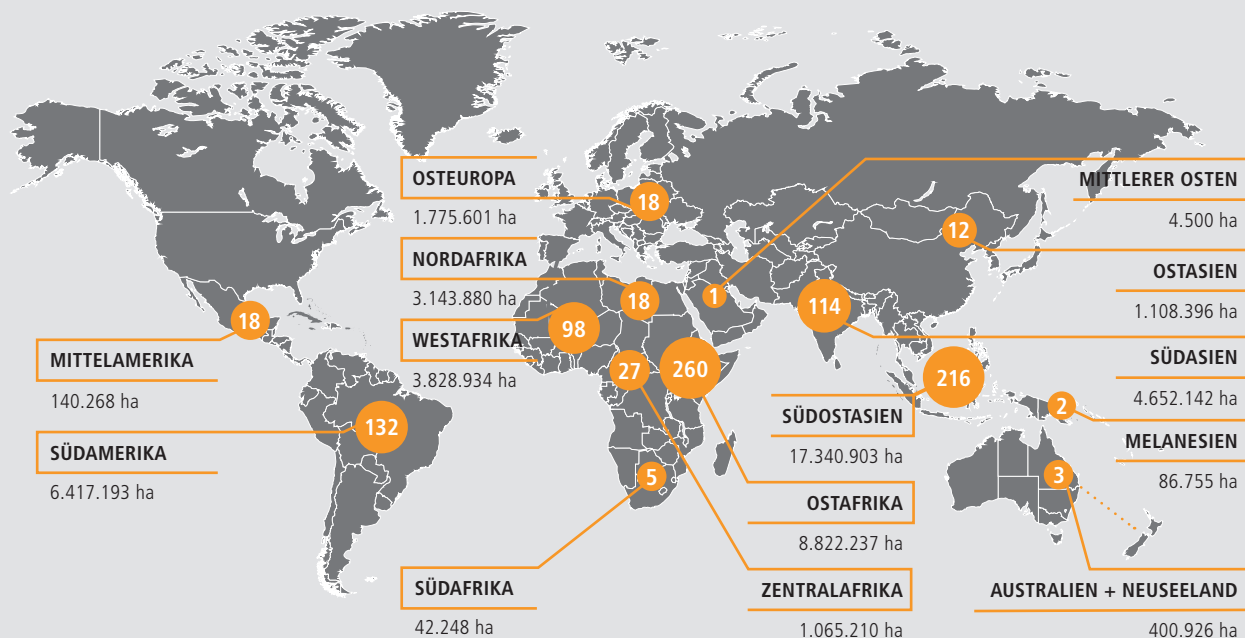 OSTEUROPA
18
1.775.601 ha
MITTLERER OSTEN
1
4.500 ha
NORDAFRIKA
18
3.143.880 ha
OSTASIEN
12
1.108.396 ha
WESTAFRIKA
98
3.828.934 ha
SÜDASIEN
114
4.652.142 ha
MITTELAMERIKA
18
140.268 ha
SÜDAMERIKA
132
6.417.193 ha
SÜDOSTASIEN
216
17.340.903 ha
MELANESIEN
2
86.755 ha
OSTAFRIKA
260
8.822.237 ha
SÜDAFRIKA
5
42.248 ha
ZENTRALAFRIKA
27
1.065.210 ha
AUSTRALIEN + NEUSEELAND
3
400.926 ha